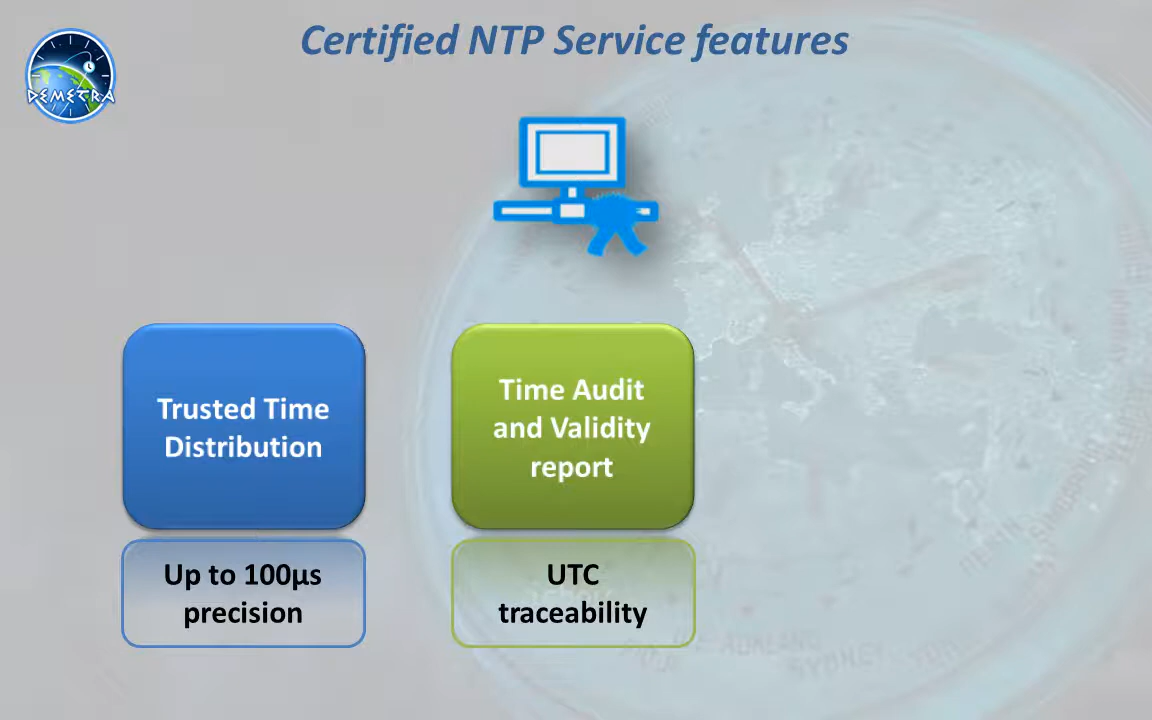 Certified NTP Service features
DEMETRA
Trusted Time
Distribution
Time Audit
and Validity
report
Up to 100µs
precision
UTC
traceability